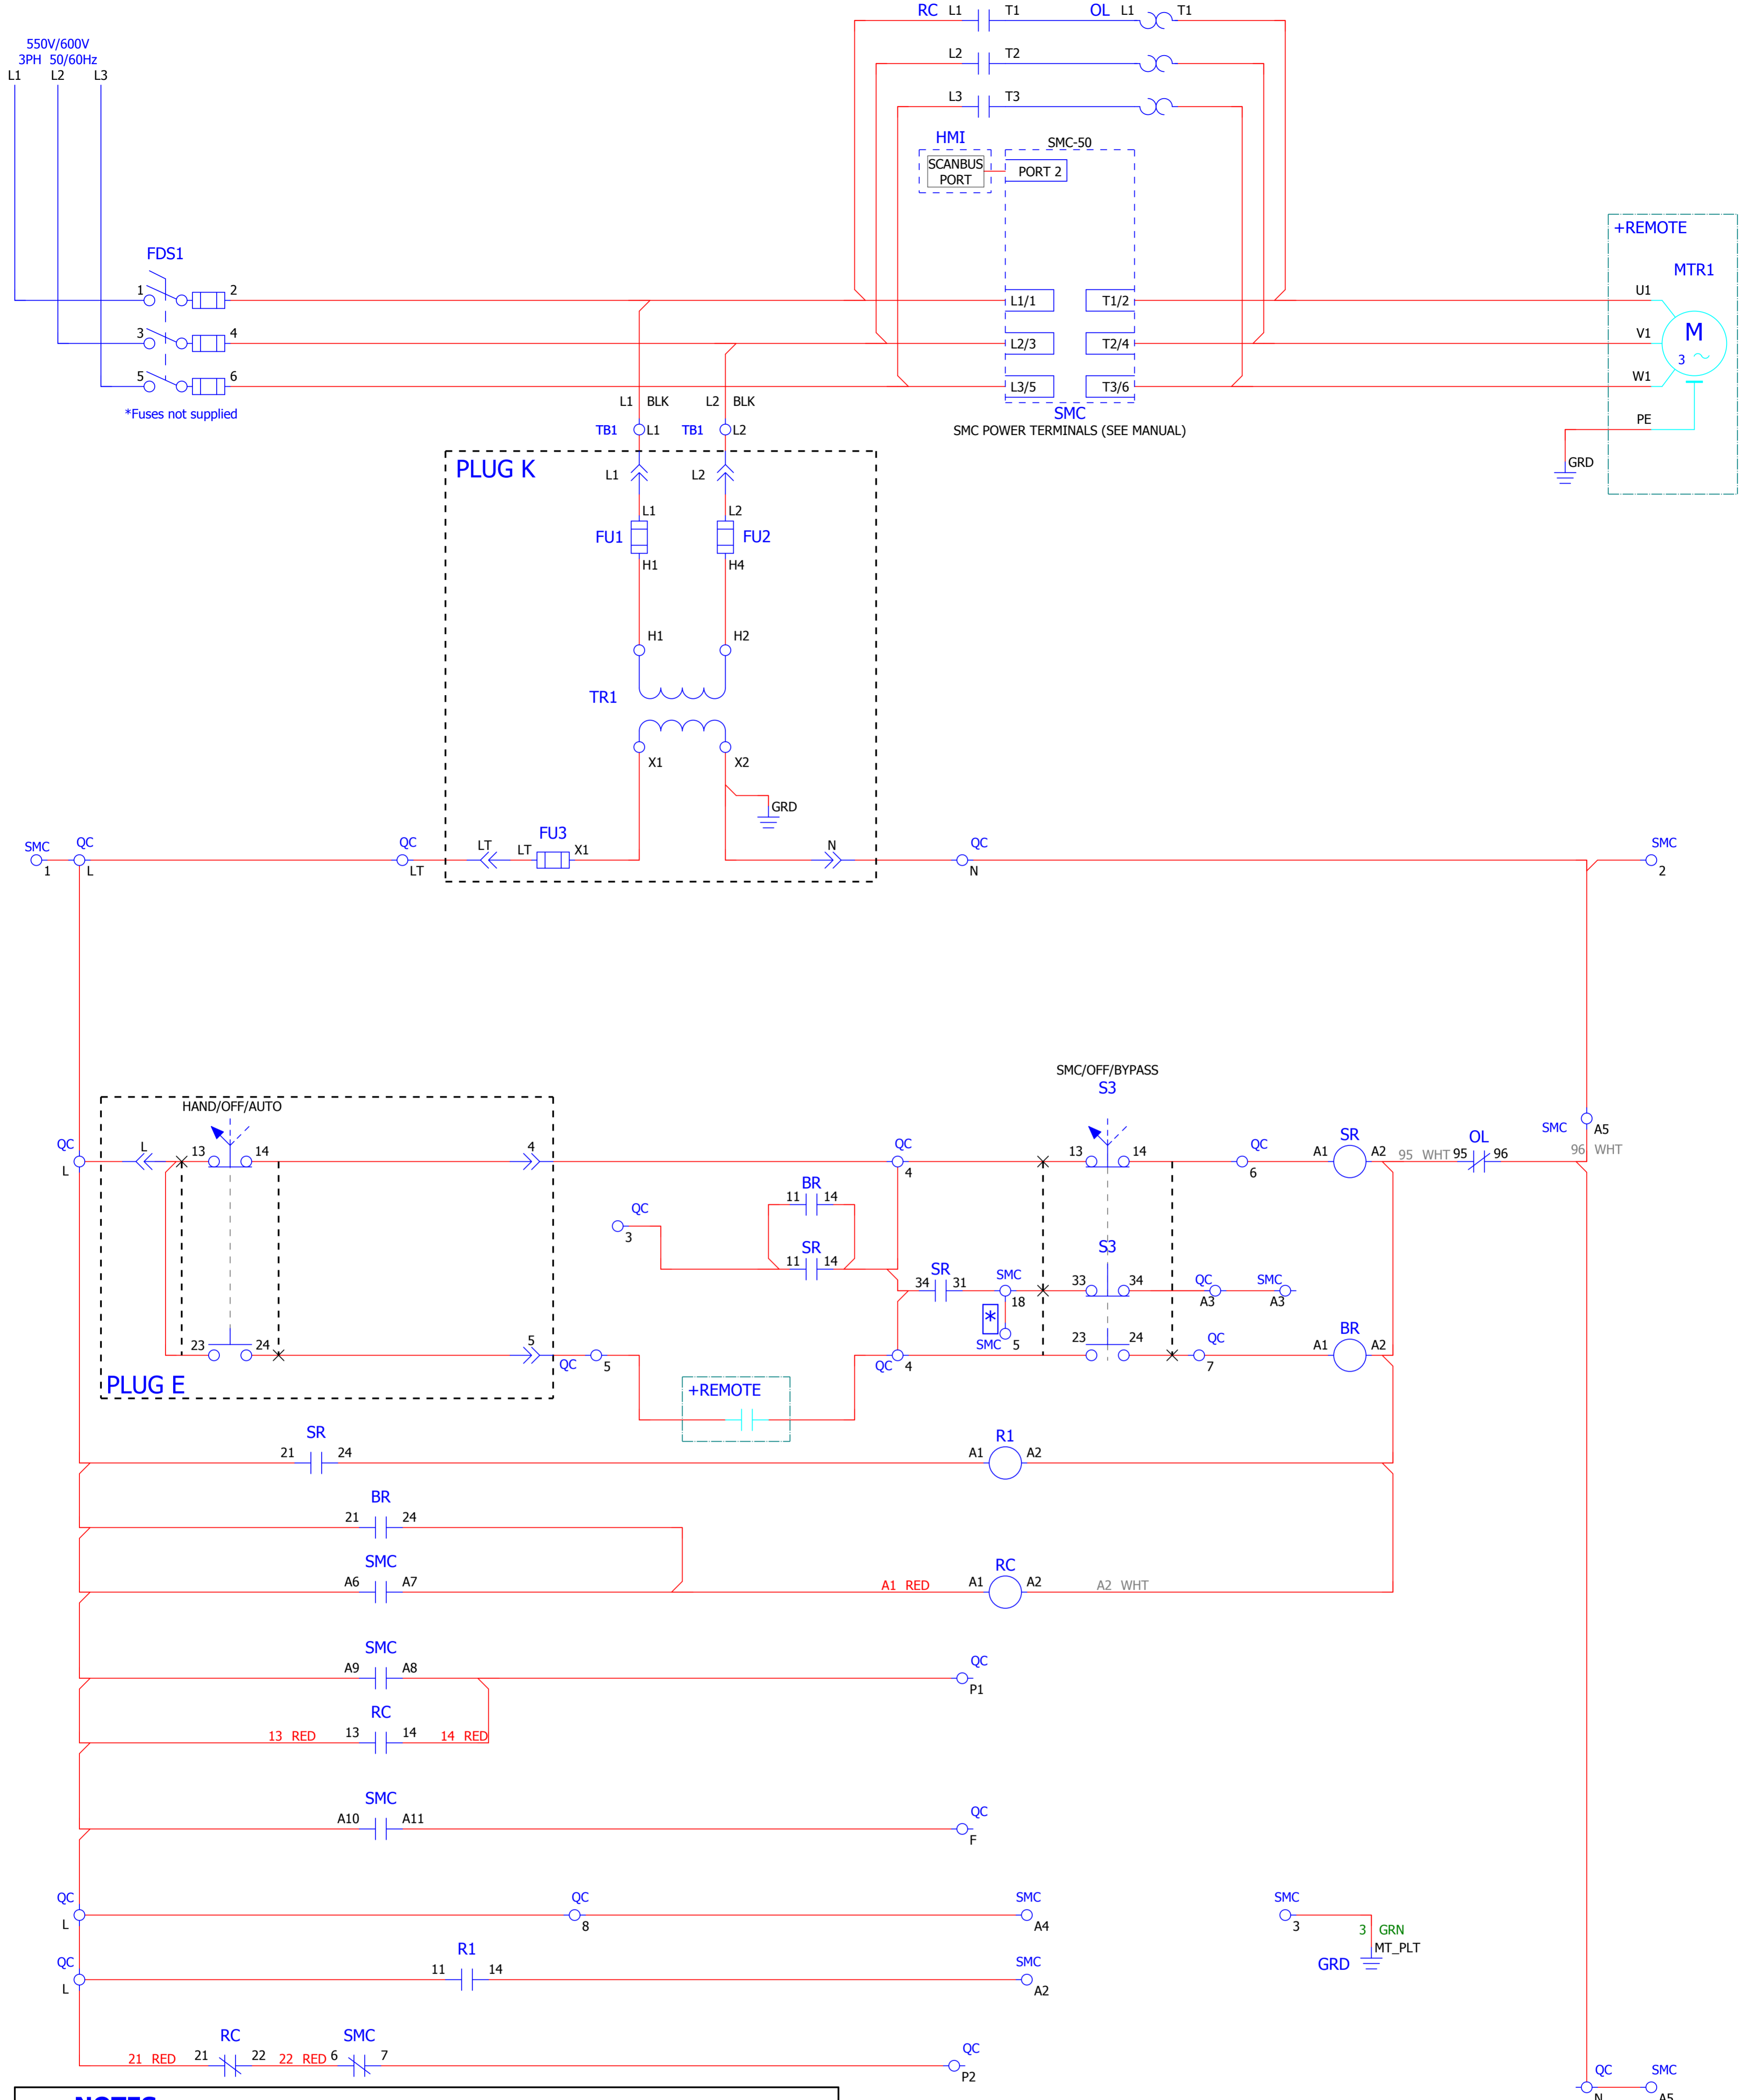 RC L1 T1 OL L1 T1
550V/600V
3PH 50/60Hz
L1 L2 L3
L2 T2
L3 T3
HMI
SMC-50
SCANBUS
PORT
PORT 2
+REMOTE
MTR1
FDS1
1 2
L1/1 T1/2
U1
3 4
L2/3 T2/4
V1
M
3
5 6
L3/5 T3/6
W1
*Fuses not supplied
L1 BLK L2 BLK
SMC
SMC POWER TERMINALS (SEE MANUAL)
PE
GRD
TB1 L1 TB1 L2
PLUG K
L1 L2
L1 L2
FU1 FU2
H1 H4
H1 H2
TR1
X1 X2
GRD
SMC QC QC
FU3
LT LT X1
N
QC
SMC
1 L LT N 2
SMC/OFF/BYPASS
S3
HAND/OFF/AUTO
QC L 13 14 4 QC 13 14 QC SR
A1 A2 95 WHT 95 OL 96 SMC A5
96 WHT
L 4 6
BR
11 14
QC
3
SR
11 14
S3
SR
34 31
SMC
18
33 34
QC
A3
SMC
A3
*
SMC 5
23 24 5
QC 5
QC 4
23 24
QC
7
BR
A1 A2
PLUG E
+REMOTE
SR
21 24
R1
A1 A2
BR
21 24
SMC
A6 A7
A1 RED
RC
A1 A2
A2 WHT
SMC
A9 A8
QC
P1
RC
13 RED 13 14 14 RED
SMC
A10 A11
QC
F
QC QC SMC SMC
L 8 A4 3
3 GRN
MT_PLT
GRD
QC R1 SMC
11 14
L A2
RC SMC
21 RED 21 22 22 RED 6 7
QC
P2
QC SMC
N A5
NOTES